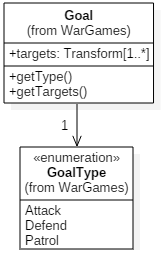 Goal
(from WarGames)
+targets: Transform[1..*]
+getType()
+getTargets()
1
«enumeration»
GoalType
(from WarGames)
Attack
Defend
Patrol